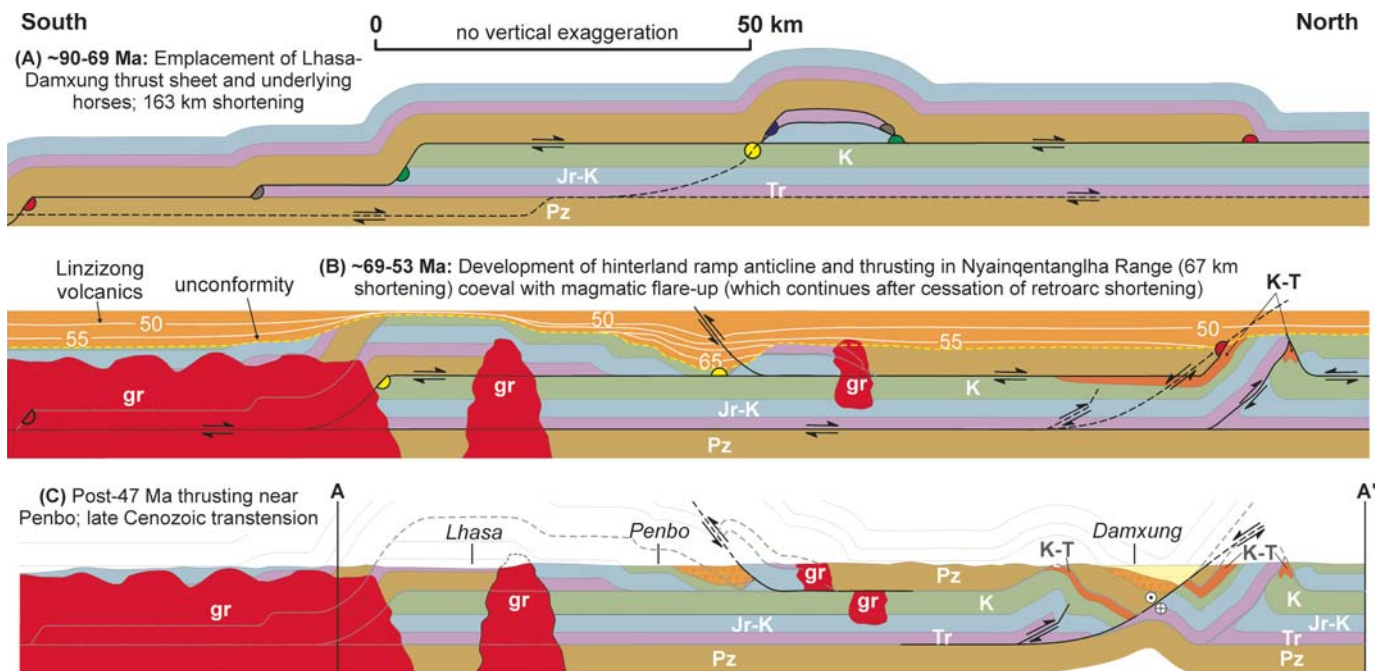 South
0
50 km
North
no vertical exaggeration
(A) ~90-69 Ma: Emplacement of Lhasa-
Damxung thrust sheet and underlying
horses; 163 km shortening
K
Jr-K
Tr
Pz
Linzizong
volcanics
unconformity
(B) ~69-53 Ma: Development of hinterland ramp anticline and thrusting in Nyainqentanglha Range (67 km
shortening) coeval with magmatic flare-up (which continues after cessation of retroarc shortening)
K-T
50
55
50
65
55
50
gr
gr
gr
K
Jr-K
Pz
(C) Post-47 Ma thrusting near
Penbo; late Cenozoic transtension
A
A'
Lhasa
Penbo
Damxung
K-T
K-T
gr
gr
gr
gr
Pz
K
K
Jr-K
Jr-K
Tr
Tr
Pz
Pz